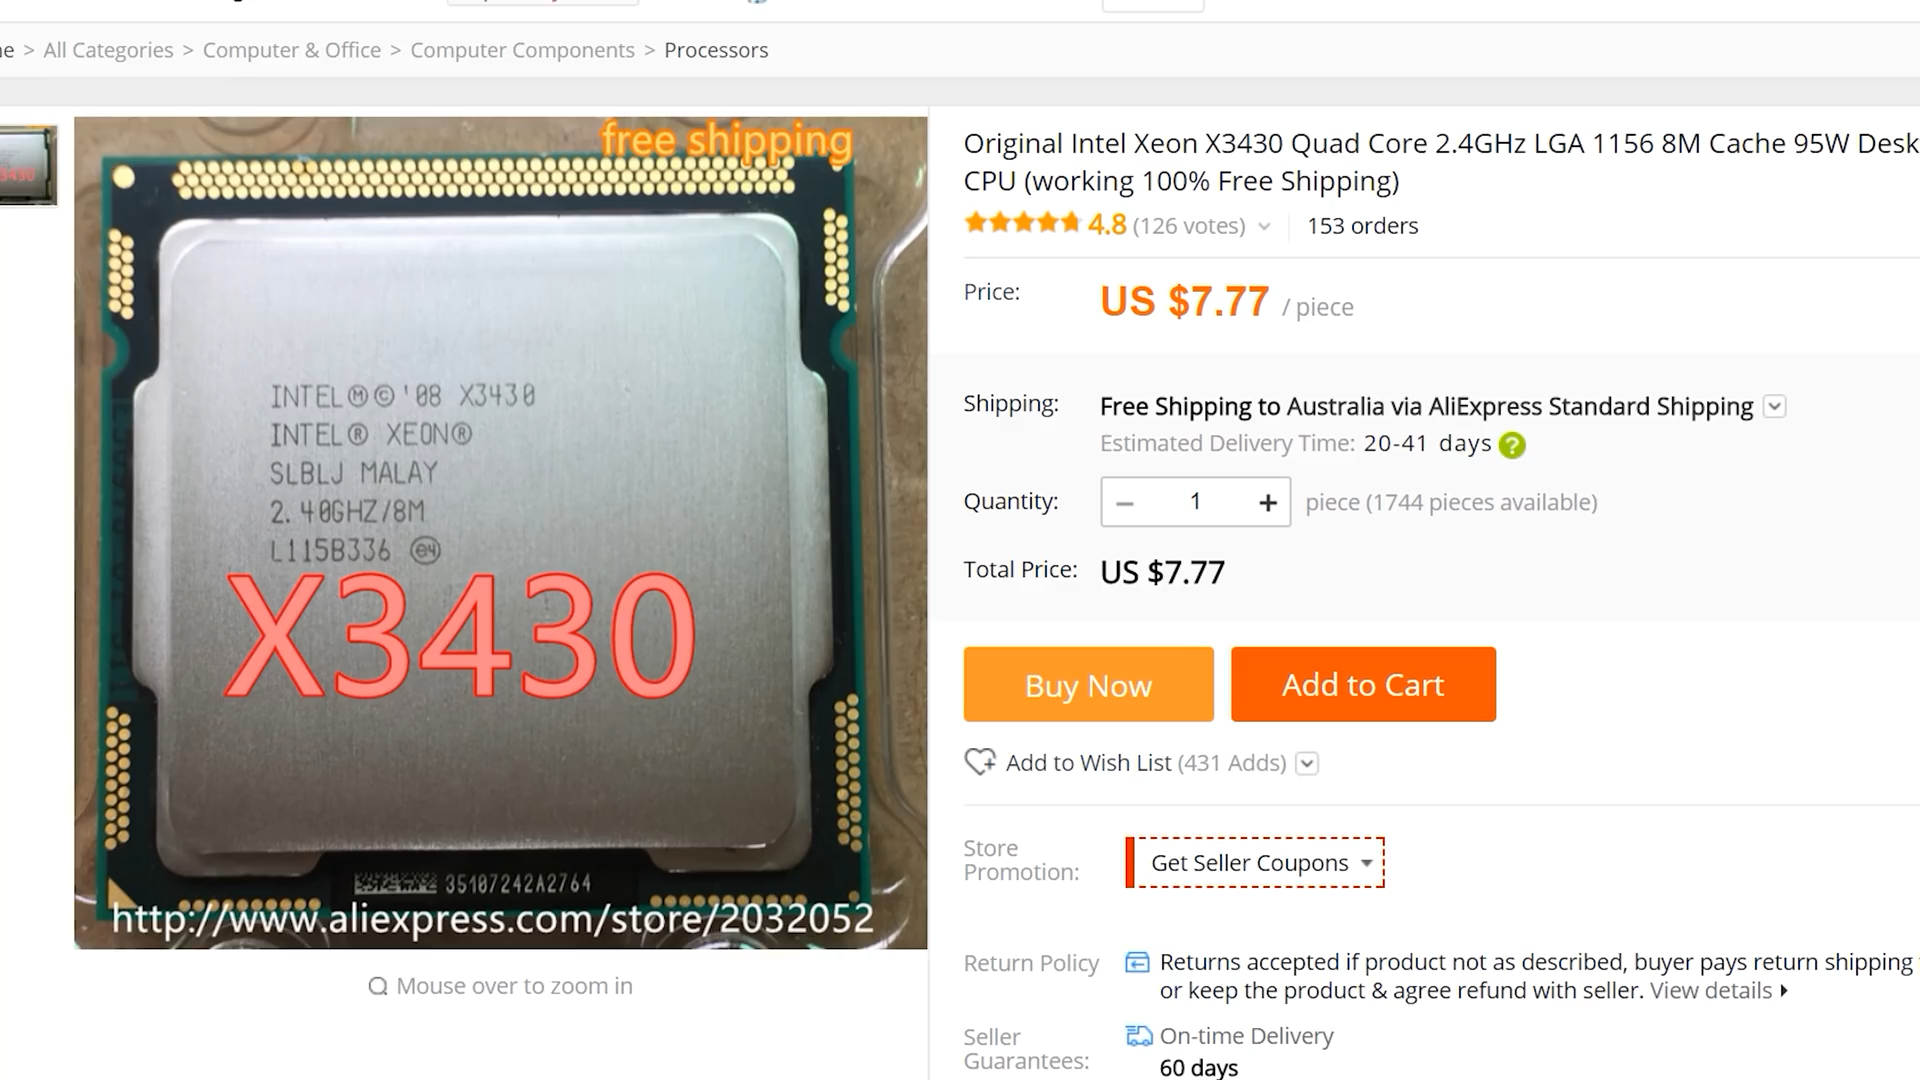 > All Categories > Computer & Office > Computer Components > Processors
free shipping
INTEL Ⓜ © '08 X3430
INTEL® XEON®
SLBLJ MALAY
2.40GHZ/8M
L115B336 e4
X3430
35107242A2764
http://www.aliexpress.com/store/2032052
Mouse over to zoom in
Original Intel Xeon X3430 Quad Core 2.4GHz LGA 1156 8M Cache 95W Desk
CPU (working 100% Free Shipping)
4.8 (126 votes) 153 orders
Price: US $7.77 / piece
Shipping: Free Shipping to Australia via AliExpress Standard Shipping
Estimated Delivery Time: 20-41 days ?
Quantity: − 1 + piece (1744 pieces available)
Total Price: US $7.77
Buy Now Add to Cart
Add to Wish List (431 Adds)
Store
Promotion:
Get Seller Coupons
Return Policy Returns accepted if product not as described, buyer pays return shipping
or keep the product & agree refund with seller. View details
Seller
Guarantees:
On-time Delivery
60 days